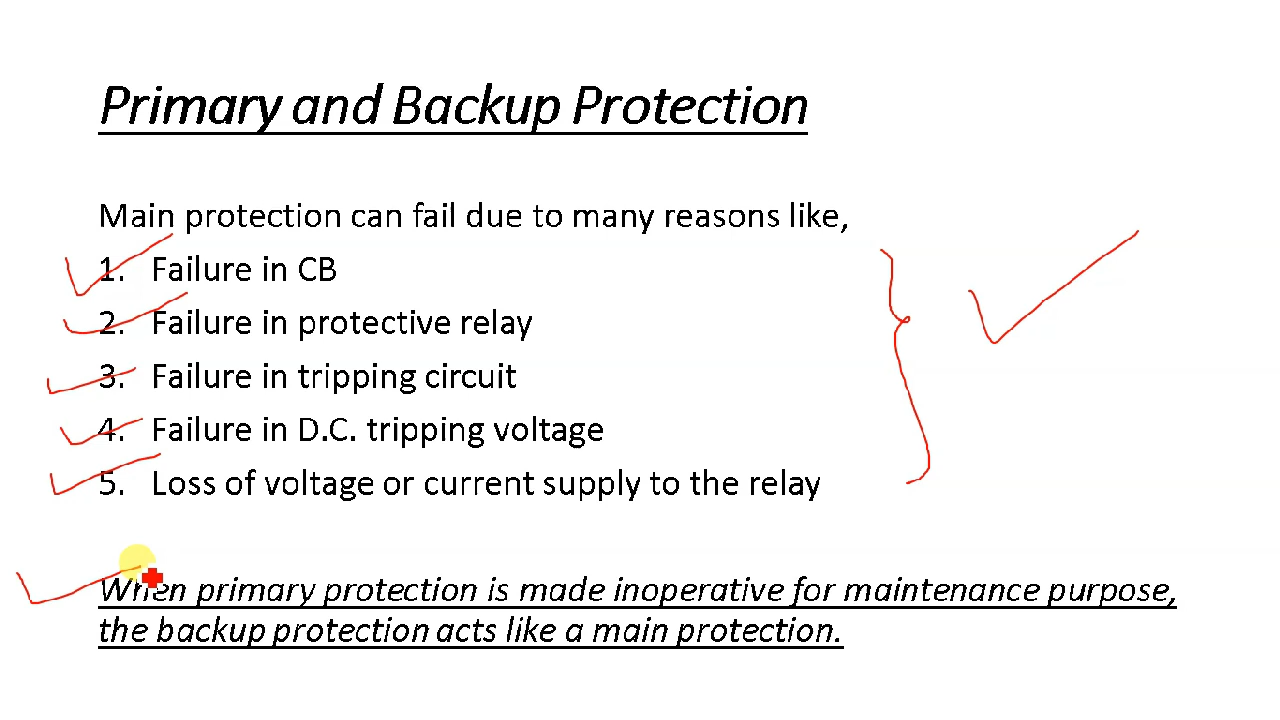 Primary and Backup Protection
Main protection can fail due to many reasons like,
1. Failure in CB
2. Failure in protective relay
3. Failure in tripping circuit
4. Failure in D.C. tripping voltage
5. Loss of voltage or current supply to the relay
When primary protection is made inoperative for maintenance purpose,
the backup protection acts like a main protection.